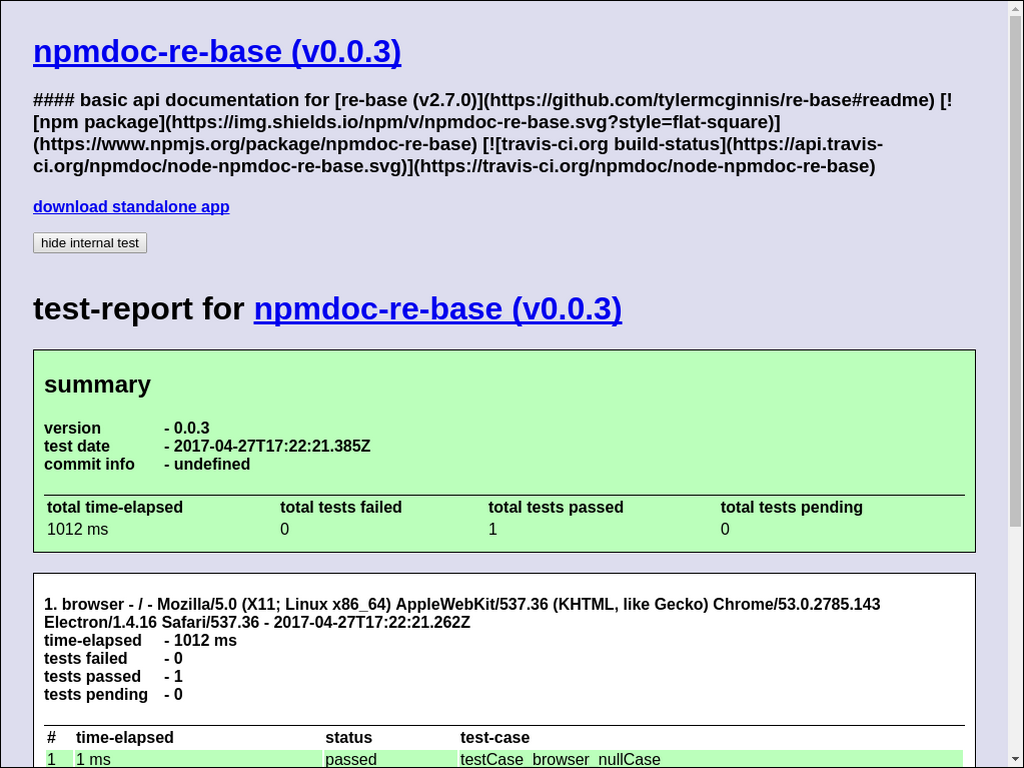 npmdoc-re-base (v0.0.3)
#### basic api documentation for [re-base (v2.7.0)](https://github.com/tylermcginnis/re-base#readme) [!
[npm package](https://img.shields.io/npm/v/npmdoc-re-base.svg?style=flat-square)]
(https://www.npmjs.org/package/npmdoc-re-base) [![travis-ci.org build-status](https://api.travis-
ci.org/npmdoc/node-npmdoc-re-base.svg)](https://travis-ci.org/npmdoc/node-npmdoc-re-base)
download standalone app
hide internal test
test-report for npmdoc-re-base (v0.0.3)
summary
version - 0.0.3
test date - 2017-04-27T17:22:21.385Z
commit info - undefined
total time-elapsed total tests failed total tests passed total tests pending
1012 ms 0 1 0
1. browser - / - Mozilla/5.0 (X11; Linux x86_64) AppleWebKit/537.36 (KHTML, like Gecko) Chrome/53.0.2785.143
Electron/1.4.16 Safari/537.36 - 2017-04-27T17:22:21.262Z
time-elapsed - 1012 ms
tests failed - 0
tests passed - 1
tests pending - 0
# time-elapsed status test-case
1 1 ms passed testCase_browser_nullCase